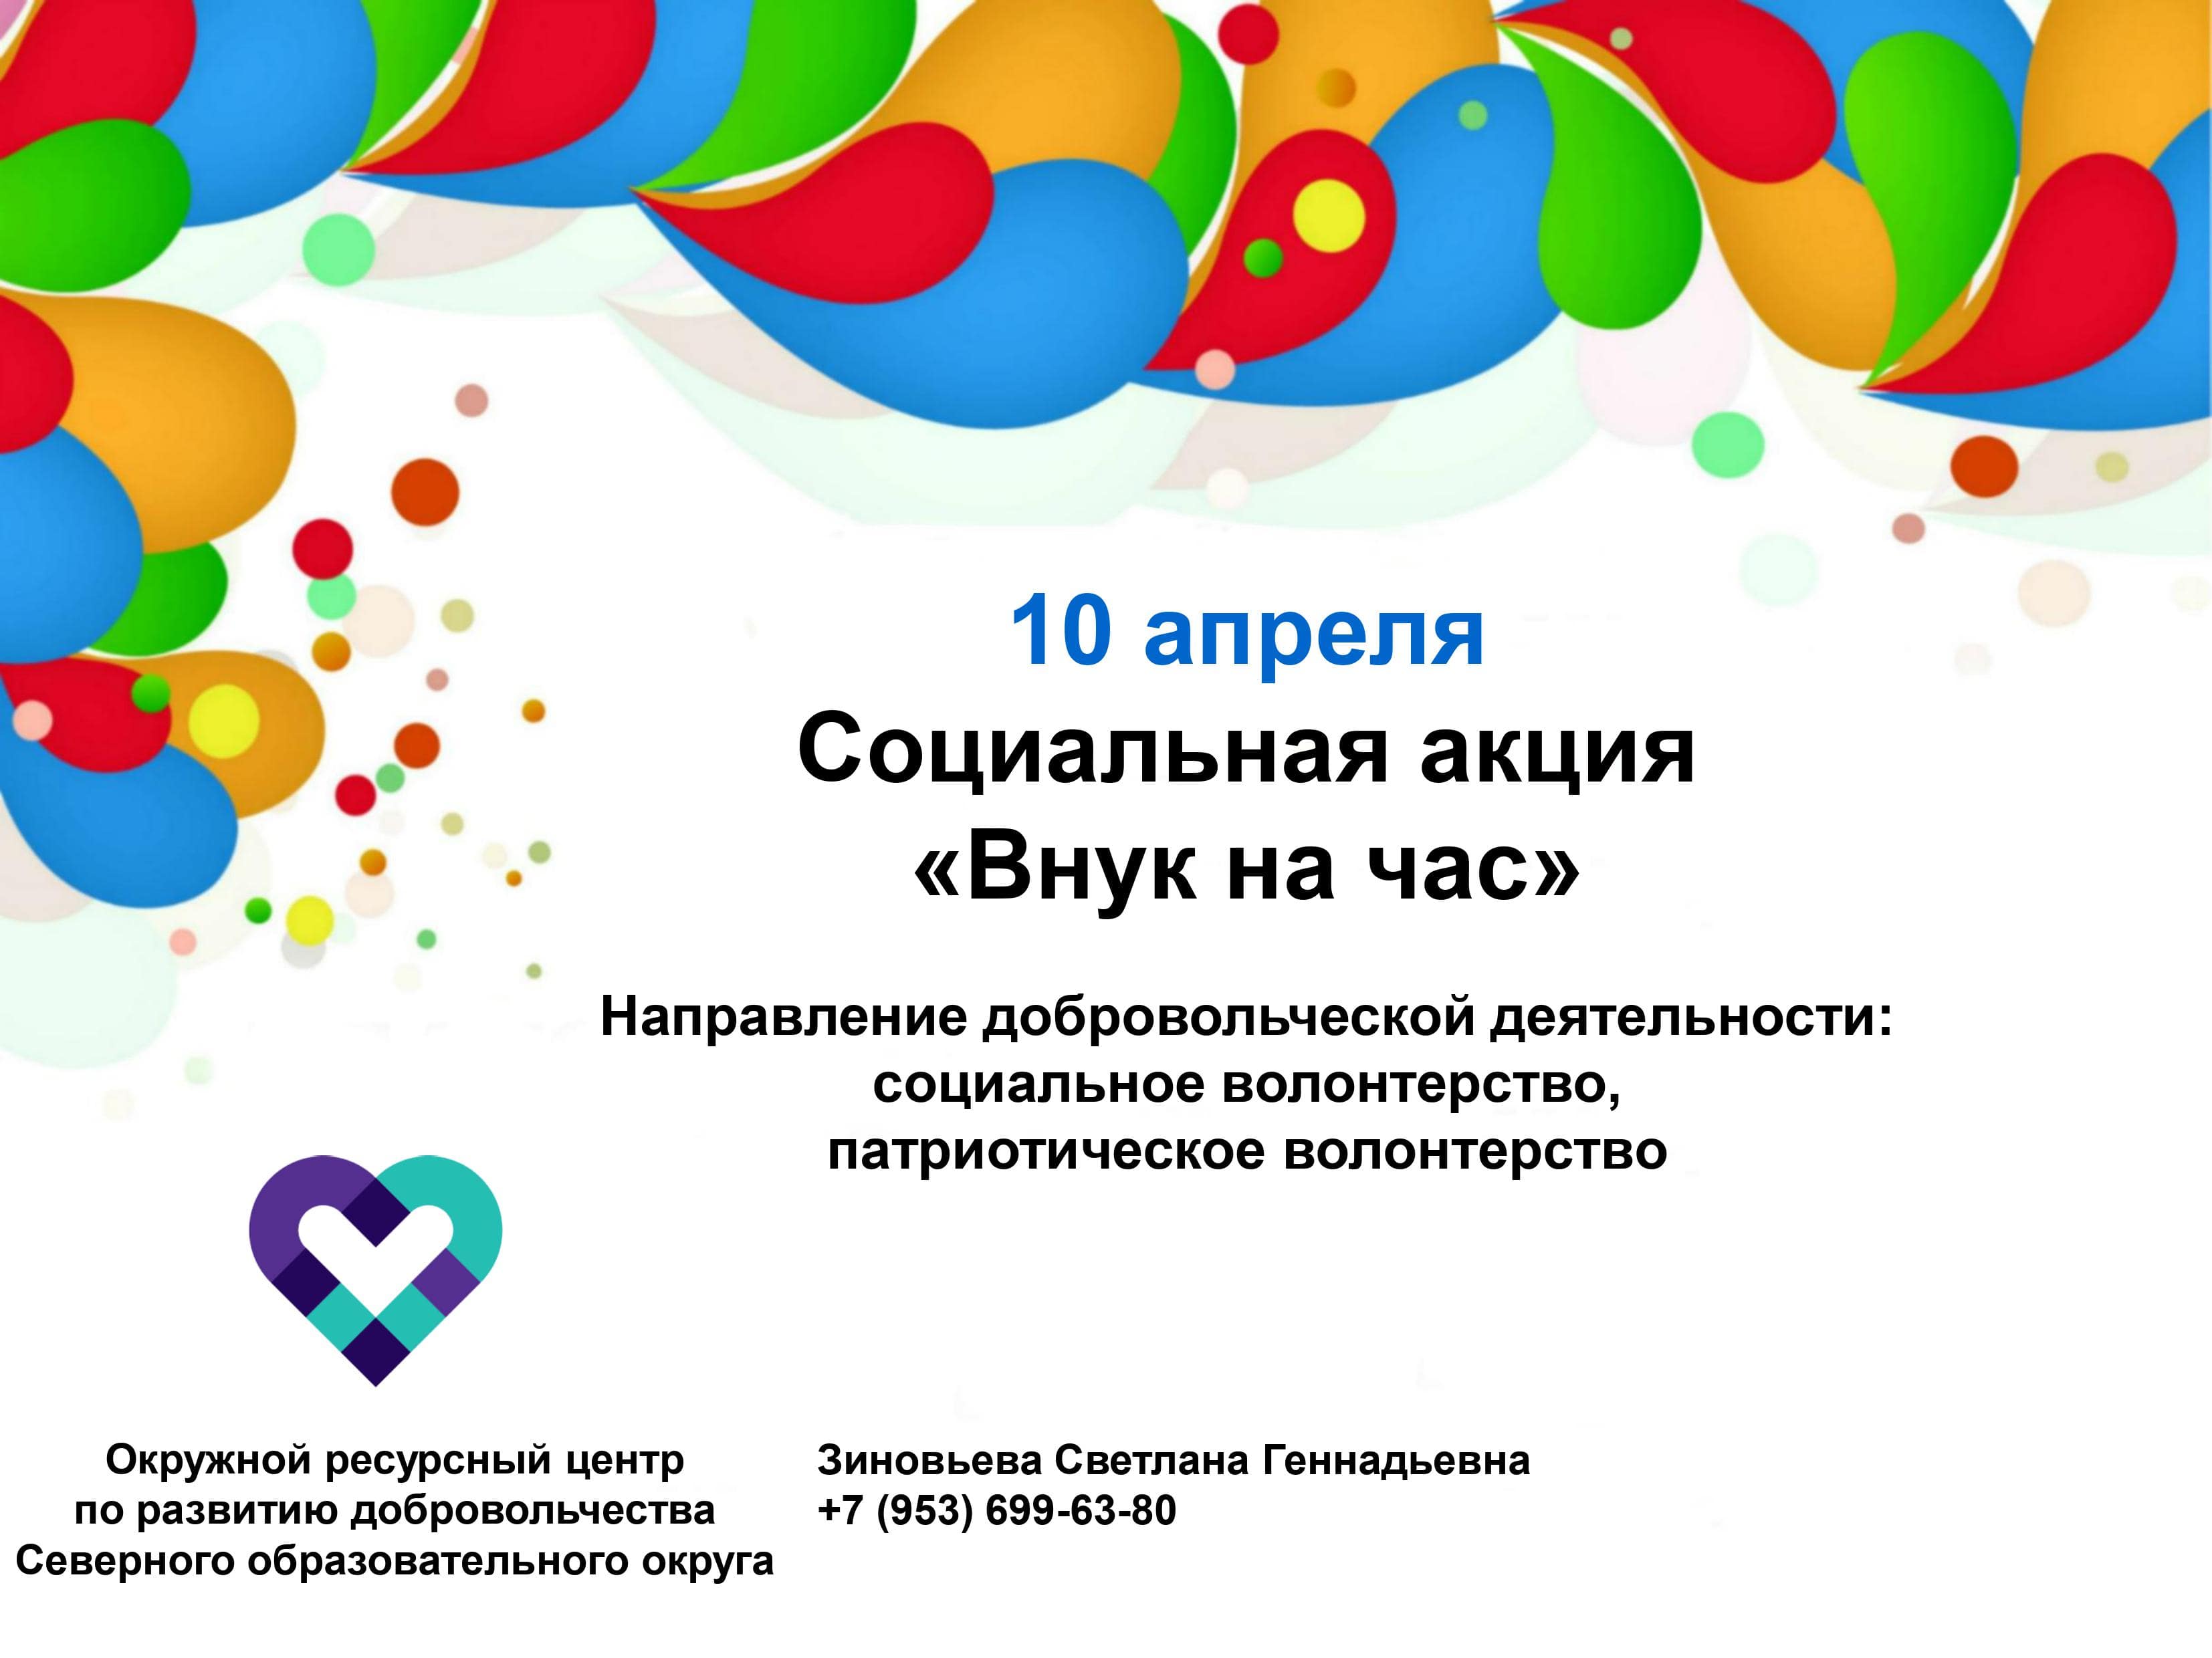 10 апреля
Социальная акция
«Внук на час»
Направление добровольческой деятельности:
социальное волонтерство,
патриотическое волонтерство
Окружной ресурсный центр
по развитию добровольчества
Северного образовательного округа
Зиновьева Светлана Геннадьевна
+7 (953) 699-63-80